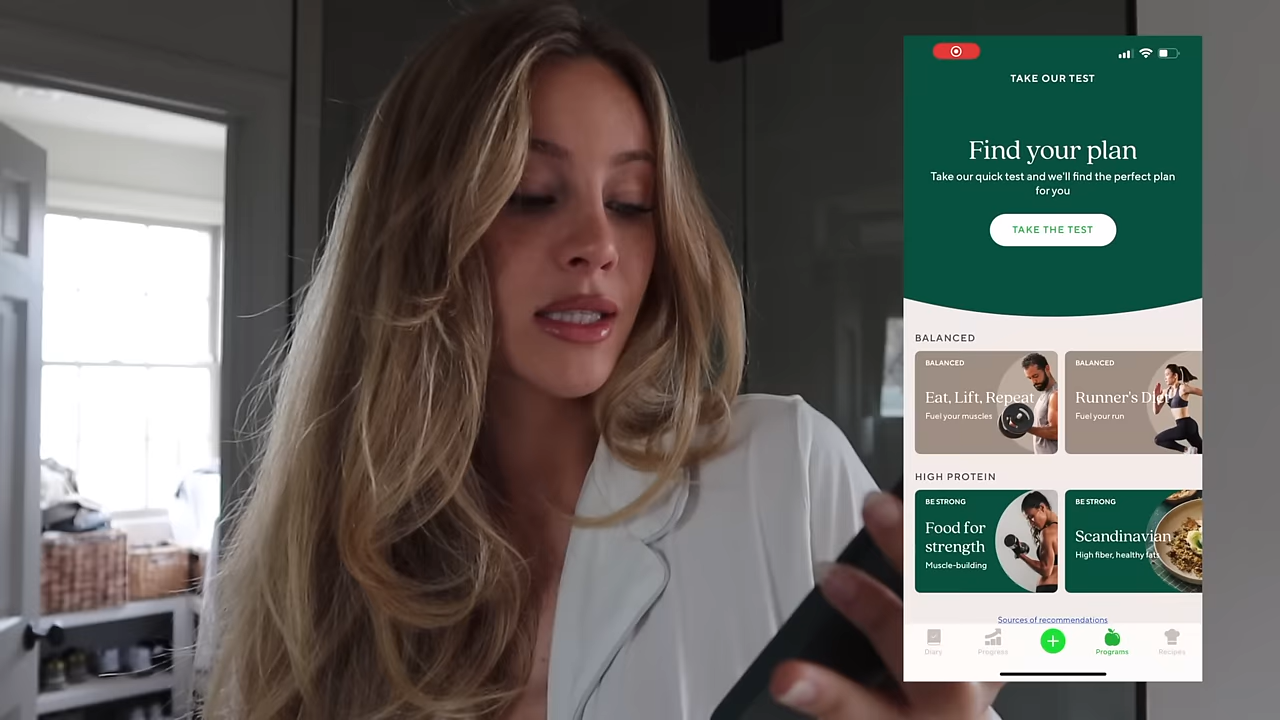 TAKE OUR TEST
Find your plan
Take our quick test and we'll find the perfect plan
for you
TAKE THE TEST
BALANCED
BALANCED
Eat, Lift, Repeat
Fuel your muscles
BALANCED
Runner's Diet
Fuel your run
HIGH PROTEIN
BE STRONG
Food for
strength
Muscle-building
BE STRONG
Scandinavian
High fiber, healthy fats
Sources of recommendations
Diary
Progress
Programs
Recipes